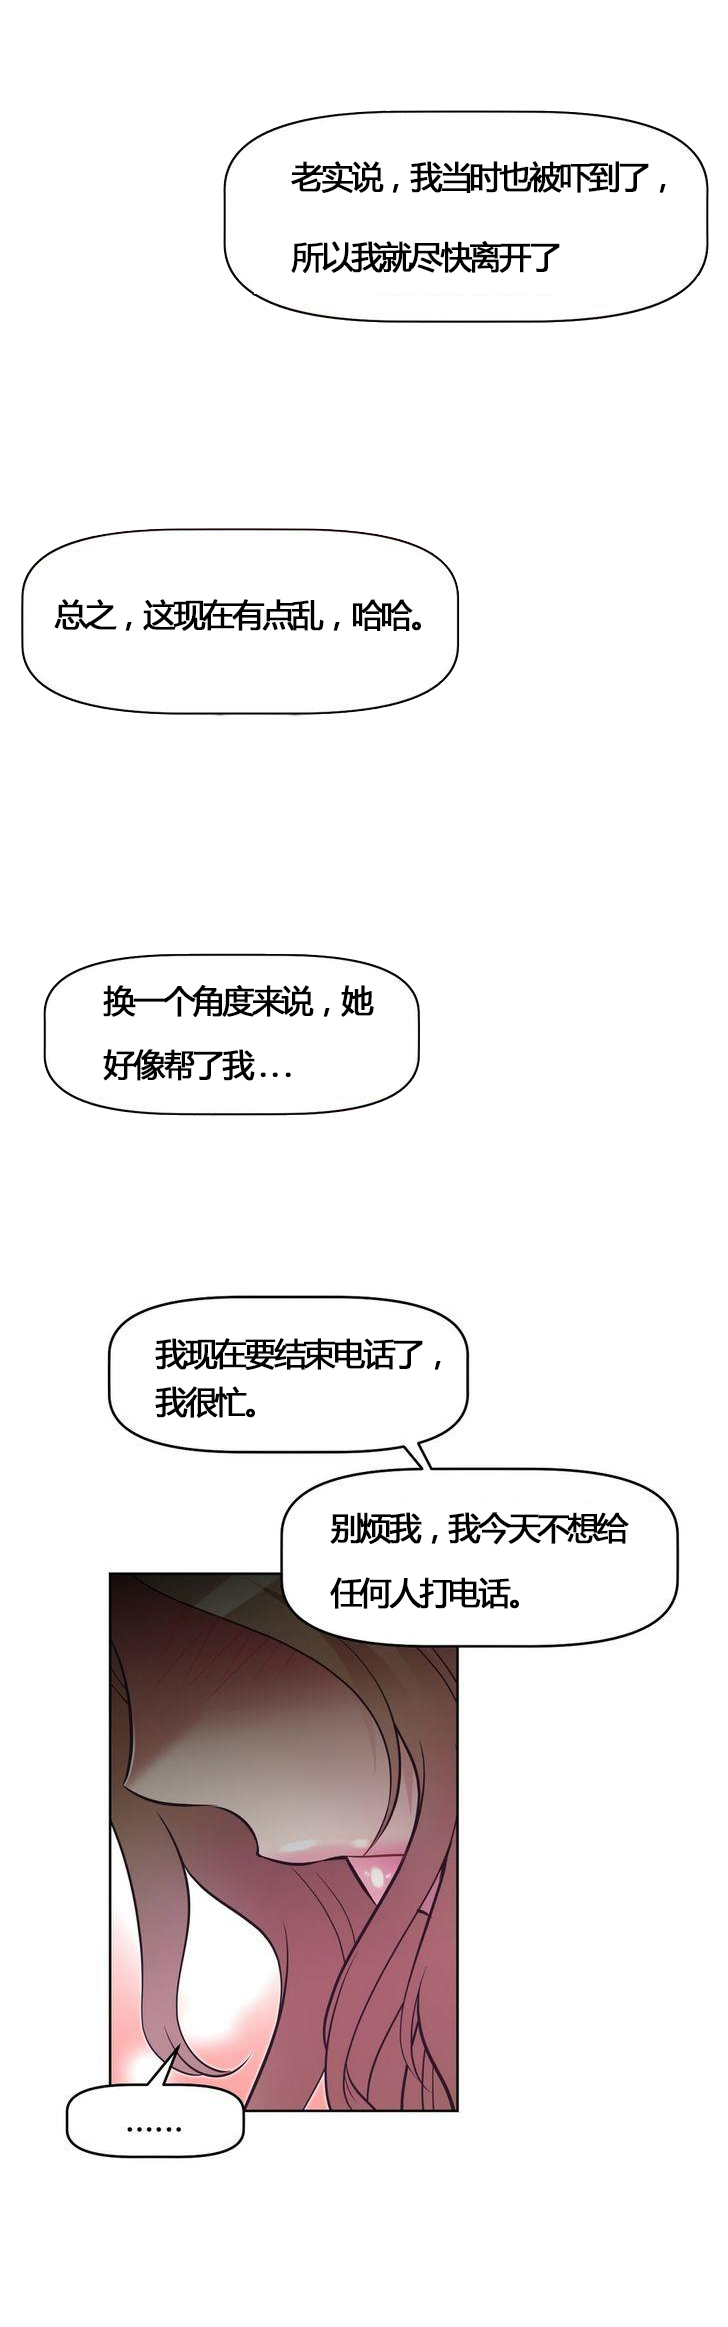 老实说，我当时也被吓到了，
所以我就尽快离开了
总之，这现在有点乱，哈哈。
换一个角度来说，她
好像帮了我...
我现在要结束电话了，
我很忙。
别烦我，我今天不想给
任何人打电话。
……